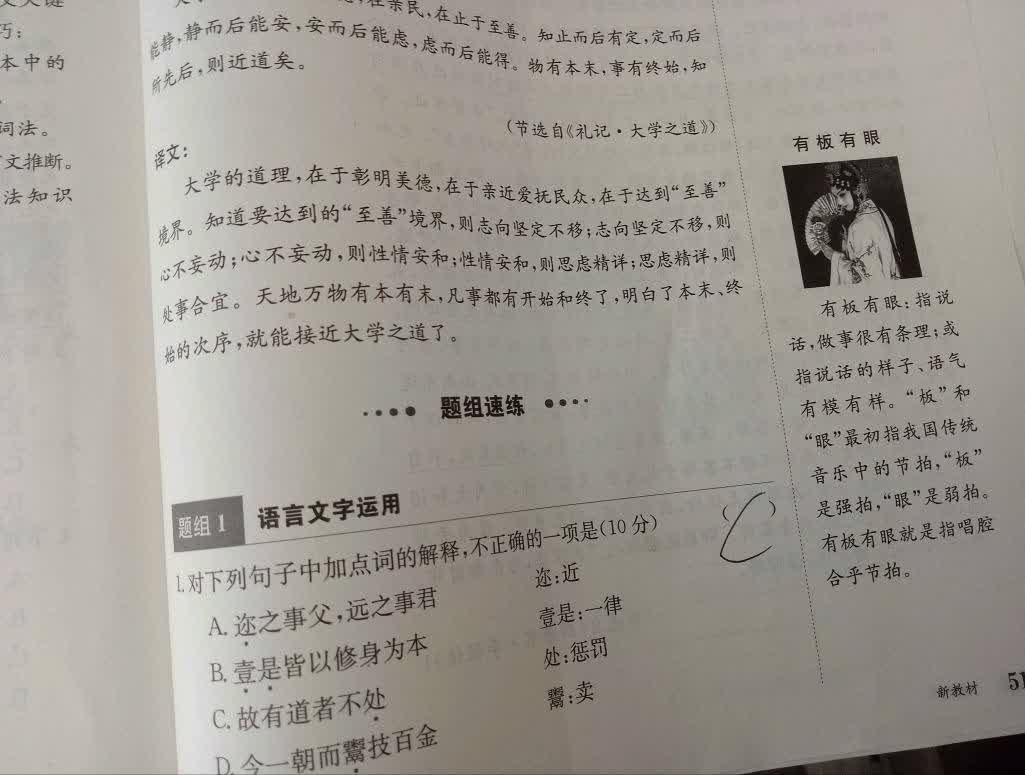 巧:
本中的
词法。
文推断。
法知识
在亲民,在止于至善。知止而后有定,定而后
能静,静而后能安,安而后能虑,虑而后能得。物有本末,事有终始,知
所先后,则近道矣。
(节选自《礼记·大学之道》)
译文:
大学的道理,在于彰明美德,在于亲近爱抚民众,在于达到“至善”
境界。知道要达到的“至善”境界,则志向坚定不移;志向坚定不移,则
心不妄动;心不妄动,则性情安和;性情安和,则思虑精详;思虑精详,则
处事合宜。天地万物有本有末,凡事都有开始和终了,明白了本末、终
始的次序,就能接近大学之道了。
题组速练
题组1 语言文字运用
1.对下列句子中加点词的解释,不正确的一项是(10分) ( C )
A.迩之事父,远之事君 迩:近
B.壹是皆以修身为本 壹是:一律
C.故有道者不处 处:惩罚
D.今一朝而鬻技百金 鬻:卖
有板有眼
有板有眼:指说
话,做事很有条理;或
指说话的样子、语气
有模有样。“板”和
“眼”最初指我国传统
音乐中的节拍,“板”
是强拍,“眼”是弱拍。
有板有眼就是指唱腔
合乎节拍。
新教材 51